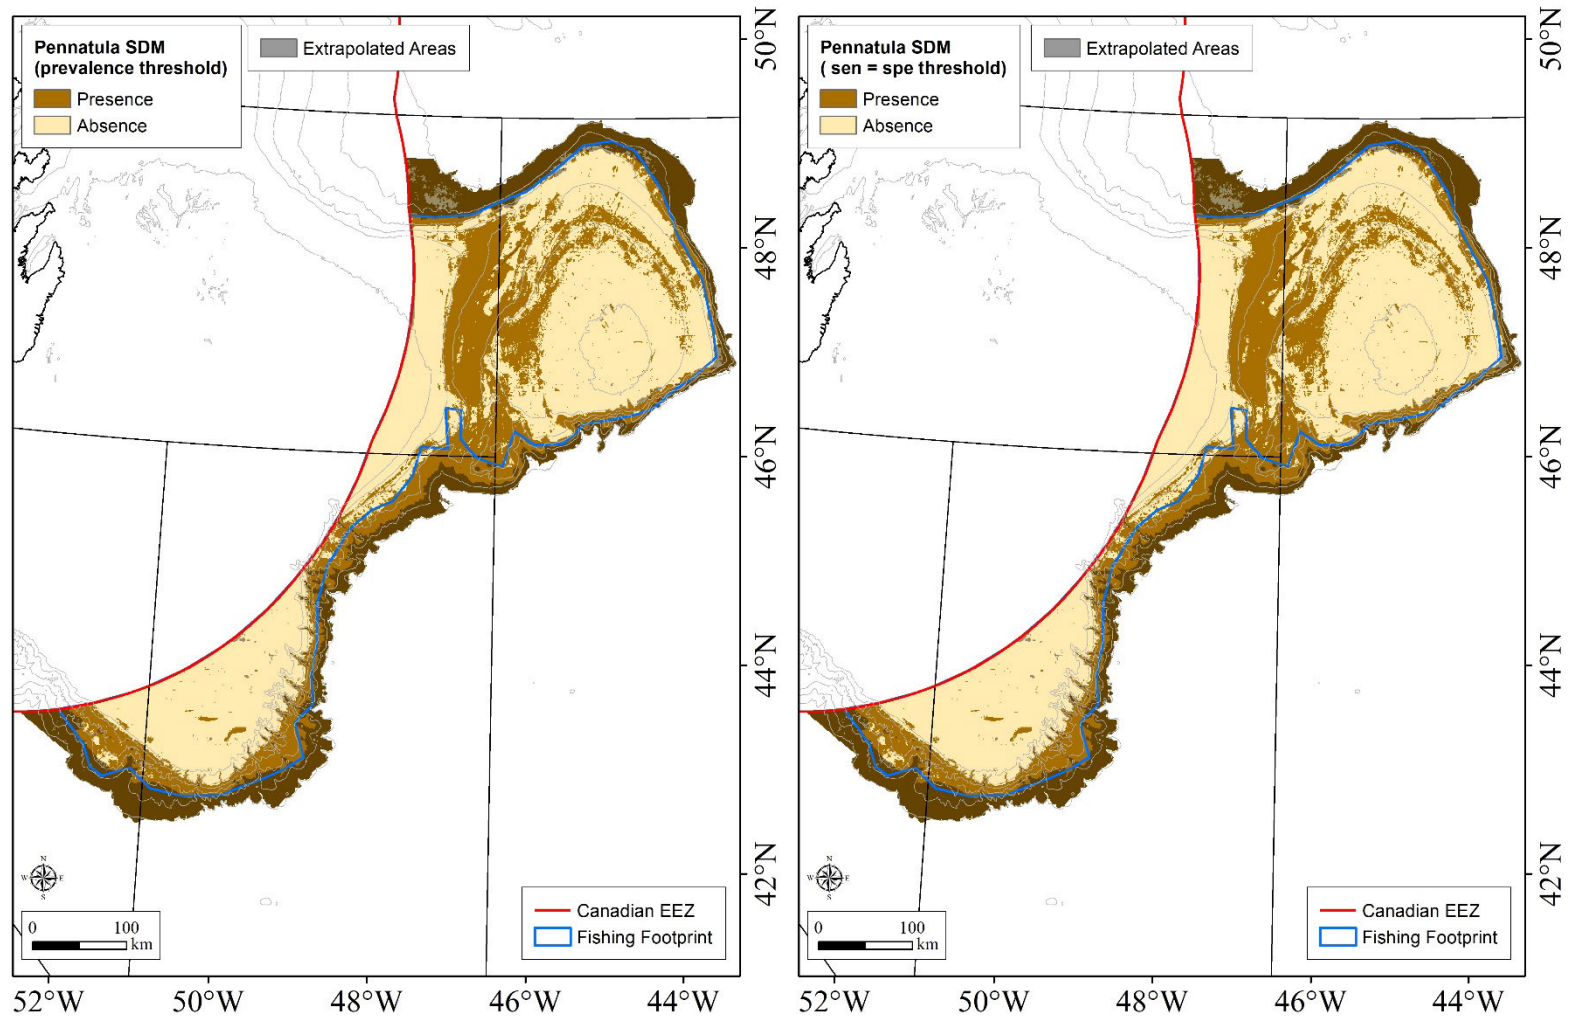 Pennatula SDM
(prevalence threshold)
Presence
Absence
Extrapolated Areas
N
W
E
S
0
100
km
Canadian EEZ
Fishing Footprint
52°W
50°W
48°W
46°W
44°W
50°N
48°N
46°N
44°N
42°N
Pennatula SDM
( sen = spe threshold)
Presence
Absence
Extrapolated Areas
N
W
E
S
0
100
km
Canadian EEZ
Fishing Footprint
52°W
50°W
48°W
46°W
44°W
50°N
48°N
46°N
44°N
42°N